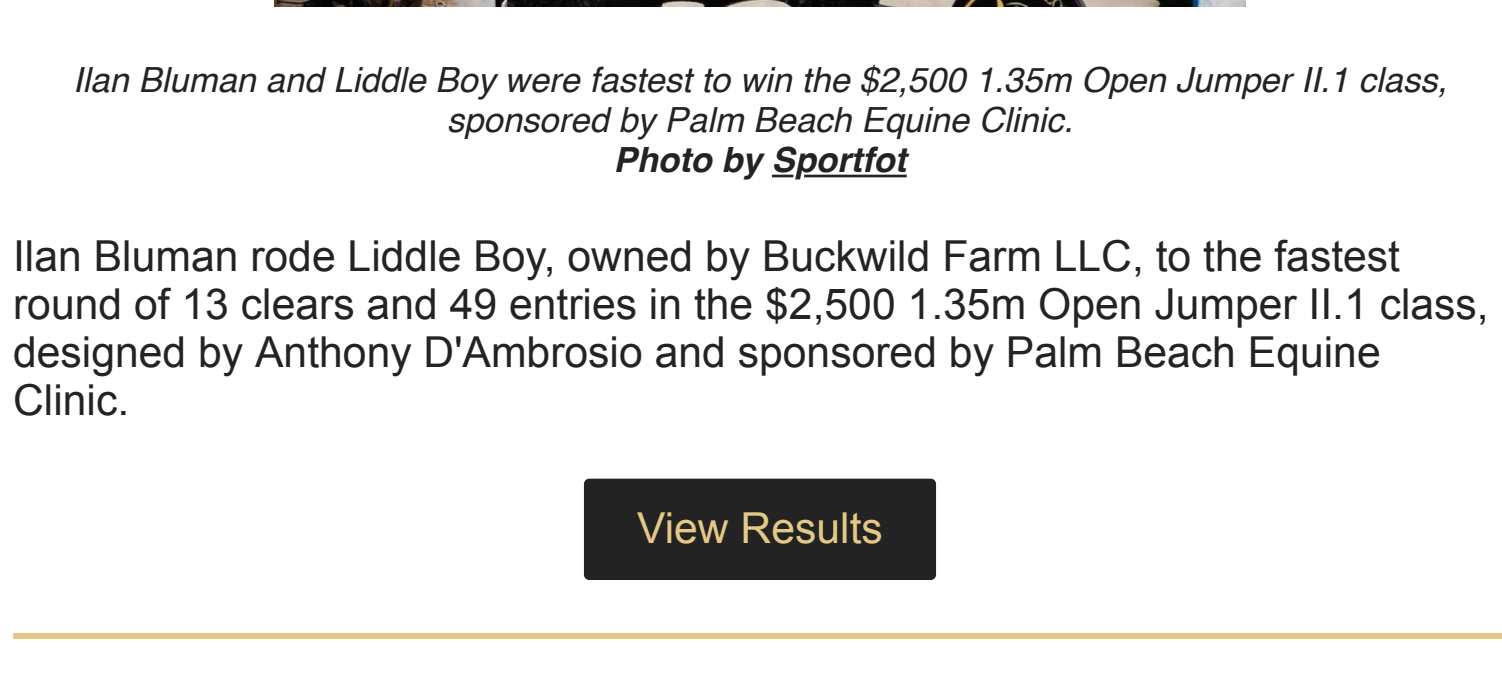 Ilan Bluman and Liddle Boy were fastest to win the $2,500 1.35m Open Jumper II.1 class,
sponsored by Palm Beach Equine Clinic.
Photo by Sportfot
Ilan Bluman rode Liddle Boy, owned by Buckwild Farm LLC, to the fastest
round of 13 clears and 49 entries in the $2,500 1.35m Open Jumper II.1 class,
designed by Anthony D'Ambrosio and sponsored by Palm Beach Equine
Clinic.
View Results